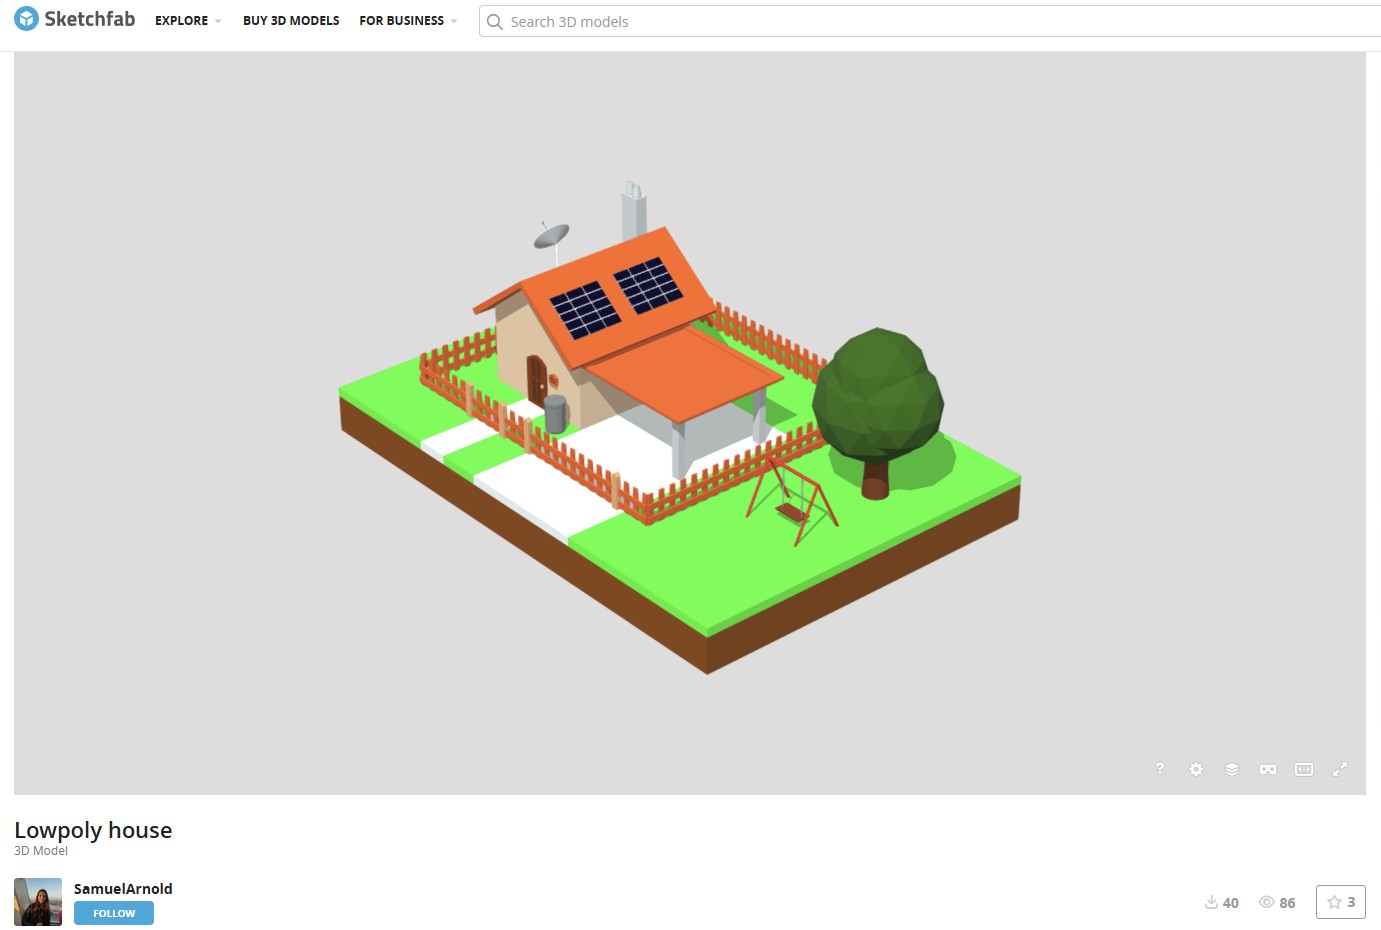 Sketchfab EXPLORE BUY 3D MODELS FOR BUSINESS Search 3D models
?
Lowpoly house
3D Model
SamuelArnold
FOLLOW
40 86 3